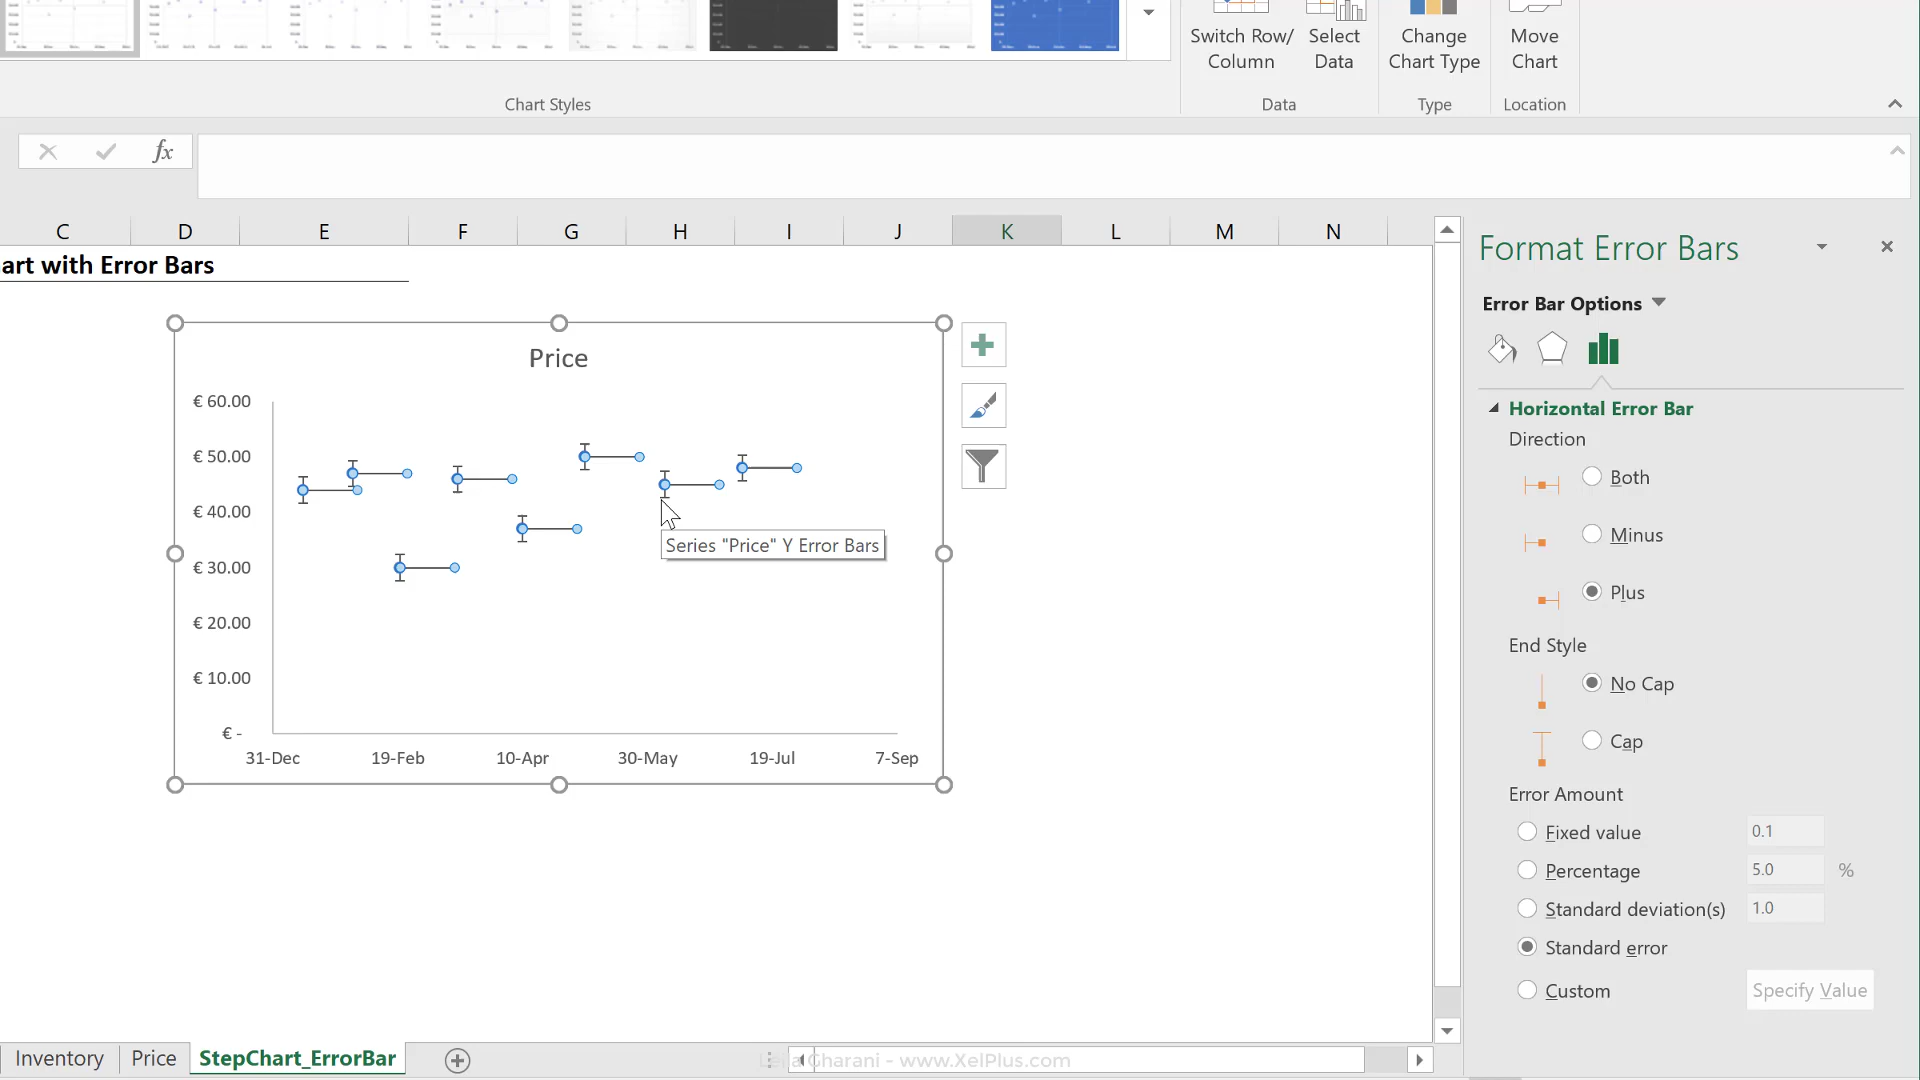 Switch Row/
Column
Select
Data
Change
Chart Type
Move
Chart
Chart Styles
Data
Type
Location
fx
C D E F G H I J K L M N
art with Error Bars
Price
€ 60.00
€ 50.00
€ 40.00
€ 30.00
€ 20.00
€ 10.00
€ -
31-Dec 19-Feb 10-Apr 30-May 19-Jul 7-Sep
Series "Price" Y Error Bars
Format Error Bars
Error Bar Options
Horizontal Error Bar
Direction
Both
Minus
Plus
End Style
No Cap
Cap
Error Amount
Fixed value 0.1
Percentage 5.0 %
Standard deviation(s) 1.0
Standard error
Custom Specify Value
Inventory Price StepChart_ErrorBar
Gharani - www.XelPlus.com